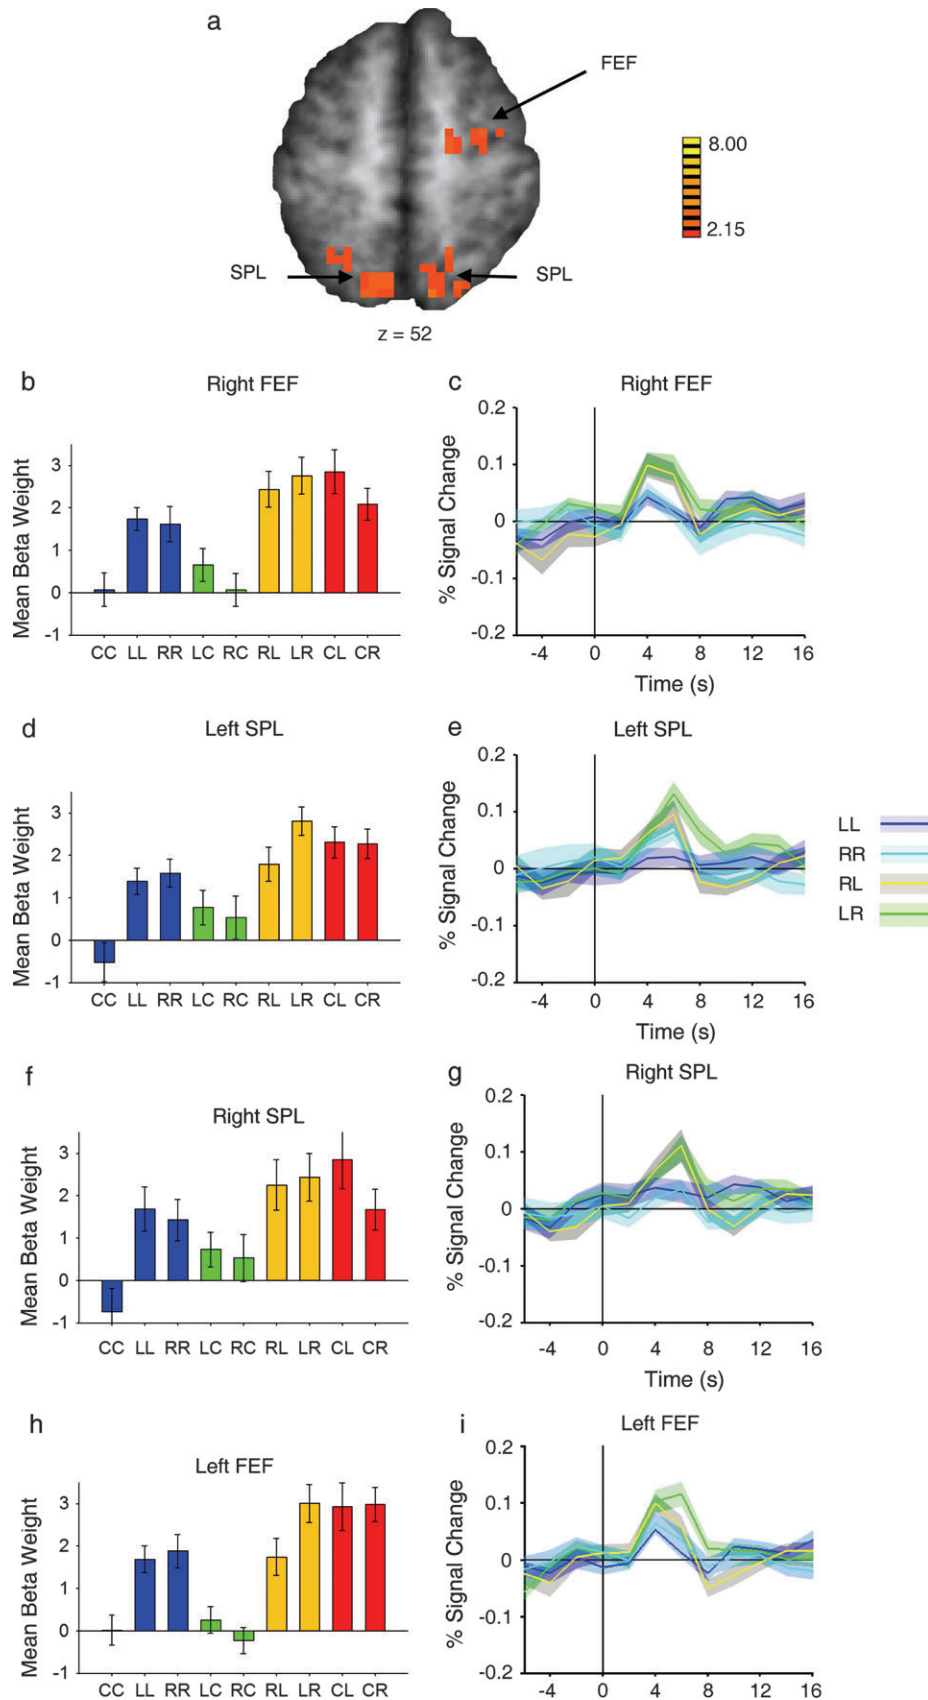 a
FEF
8.00
2.15
SPL
SPL
z = 52
b
Right FEF
Mean Beta Weight
3
2
1
0
-1
CC LL RR LC RC RL LR CL CR
c
Right FEF
% Signal Change
0.2
0.1
0
-0.1
-0.2
-4 0 4 8 12 16
Time (s)
d
Left SPL
Mean Beta Weight
3
2
1
0
-1
CC LL RR LC RC RL LR CL CR
e
Left SPL
% Signal Change
0.2
0.1
0
-0.1
-0.2
-4 0 4 8 12 16
Time (s)
LL
RR
RL
LR
f
Right SPL
Mean Beta Weight
3
2
1
0
-1
CC LL RR LC RC RL LR CL CR
g
Right SPL
% Signal Change
0.2
0.1
0
-0.1
-0.2
-4 0 4 8 12 16
Time (s)
h
Left FEF
Mean Beta Weight
3
2
1
0
-1
CC LL RR LC RC RL LR CL CR
i
Left FEF
% Signal Change
0.2
0.1
0
-0.1
-0.2
-4 0 4 8 12 16
Time (s)